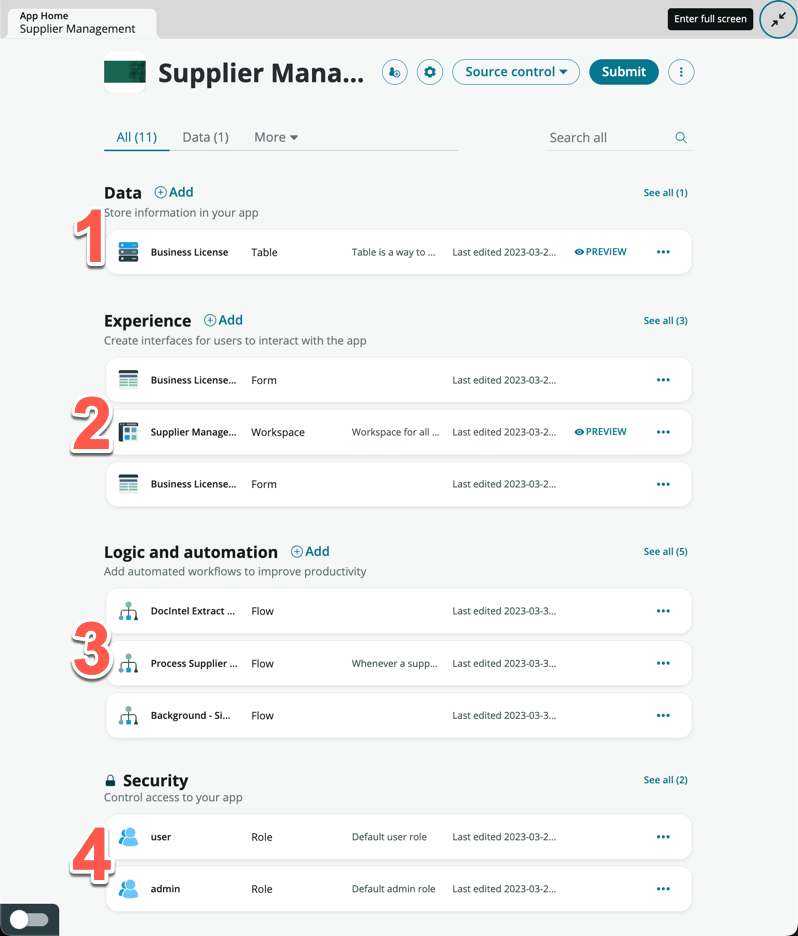 App Home
Supplier Management
Enter full screen
Supplier Mana...
Source control
Submit
All (11) Data (1) More
Search all
Data Add See all (1)
Store information in your app
1
Business License Table Table is a way to ... Last edited 2023-03-2... PREVIEW
Experience Add See all (3)
Create interfaces for users to interact with the app
Business License... Form Last edited 2023-03-2...
2
Supplier Manage... Workspace Workspace for all ... Last edited 2023-03-2... PREVIEW
Business License... Form Last edited 2023-03-2...
Logic and automation Add See all (5)
Add automated workflows to improve productivity
DocIntel Extract ... Flow Last edited 2023-03-3...
3
Process Supplier ... Flow Whenever a supp... Last edited 2023-03-3...
Background - Si... Flow Last edited 2023-03-3...
Security See all (2)
Control access to your app
user Role Default user role Last edited 2023-03-2...
4
admin Role Default admin role Last edited 2023-03-2...